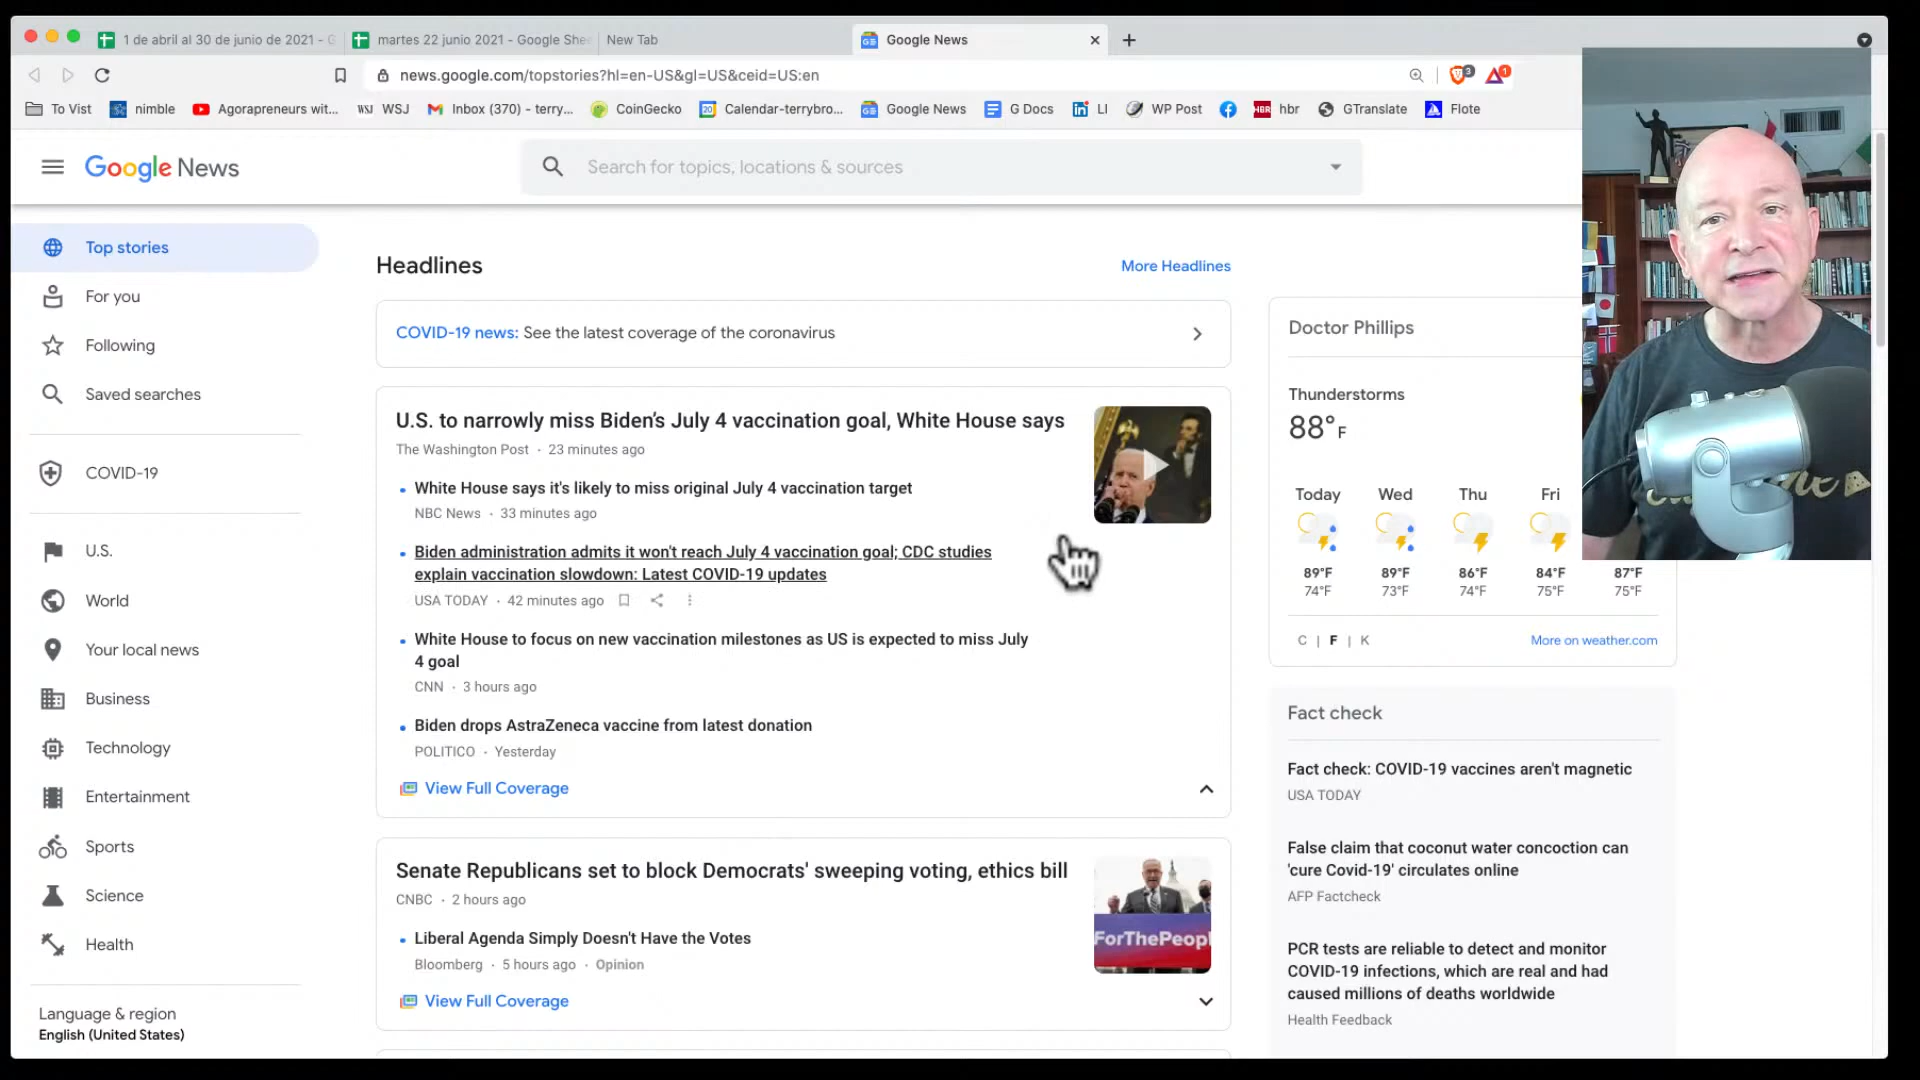 1 de abril al 30 de junio de 2021 - G
martes 22 junio 2021 - Google Shee
New Tab
Google News
news.google.com/topstories?hl=en-US&gl=US&ceid=US:en
3
1
To Vist
nimble
Agorapreneurs wit...
WSJ WSJ
Inbox (370) - terry...
CoinGecko
20 Calendar-terrybro...
Google News
G Docs
LI
WP Post
HBR hbr
GTranslate
Flote
Google News
Search for topics, locations & sources
Top stories
For you
Following
Saved searches
COVID-19
U.S.
World
Your local news
Business
Technology
Entertainment
Sports
Science
Health
Language & region
English (United States)
Headlines
More Headlines
COVID-19 news: See the latest coverage of the coronavirus
U.S. to narrowly miss Biden's July 4 vaccination goal, White House says
The Washington Post · 23 minutes ago
White House says it's likely to miss original July 4 vaccination target
NBC News · 33 minutes ago
Biden administration admits it won't reach July 4 vaccination goal; CDC studies
explain vaccination slowdown: Latest COVID-19 updates
USA TODAY · 42 minutes ago
White House to focus on new vaccination milestones as US is expected to miss July
4 goal
CNN · 3 hours ago
Biden drops AstraZeneca vaccine from latest donation
POLITICO · Yesterday
View Full Coverage
Senate Republicans set to block Democrats' sweeping voting, ethics bill
CNBC · 2 hours ago
Liberal Agenda Simply Doesn't Have the Votes
Bloomberg · 5 hours ago · Opinion
View Full Coverage
ForThePeopl
Doctor Phillips
Thunderstorms
88°F
Today Wed Thu Fri
89°F 89°F 86°F 84°F 87°F
74°F 73°F 74°F 75°F 75°F
C | F | K
More on weather.com
Fact check
Fact check: COVID-19 vaccines aren't magnetic
USA TODAY
False claim that coconut water concoction can
'cure Covid-19' circulates online
AFP Factcheck
PCR tests are reliable to detect and monitor
COVID-19 infections, which are real and had
caused millions of deaths worldwide
Health Feedback